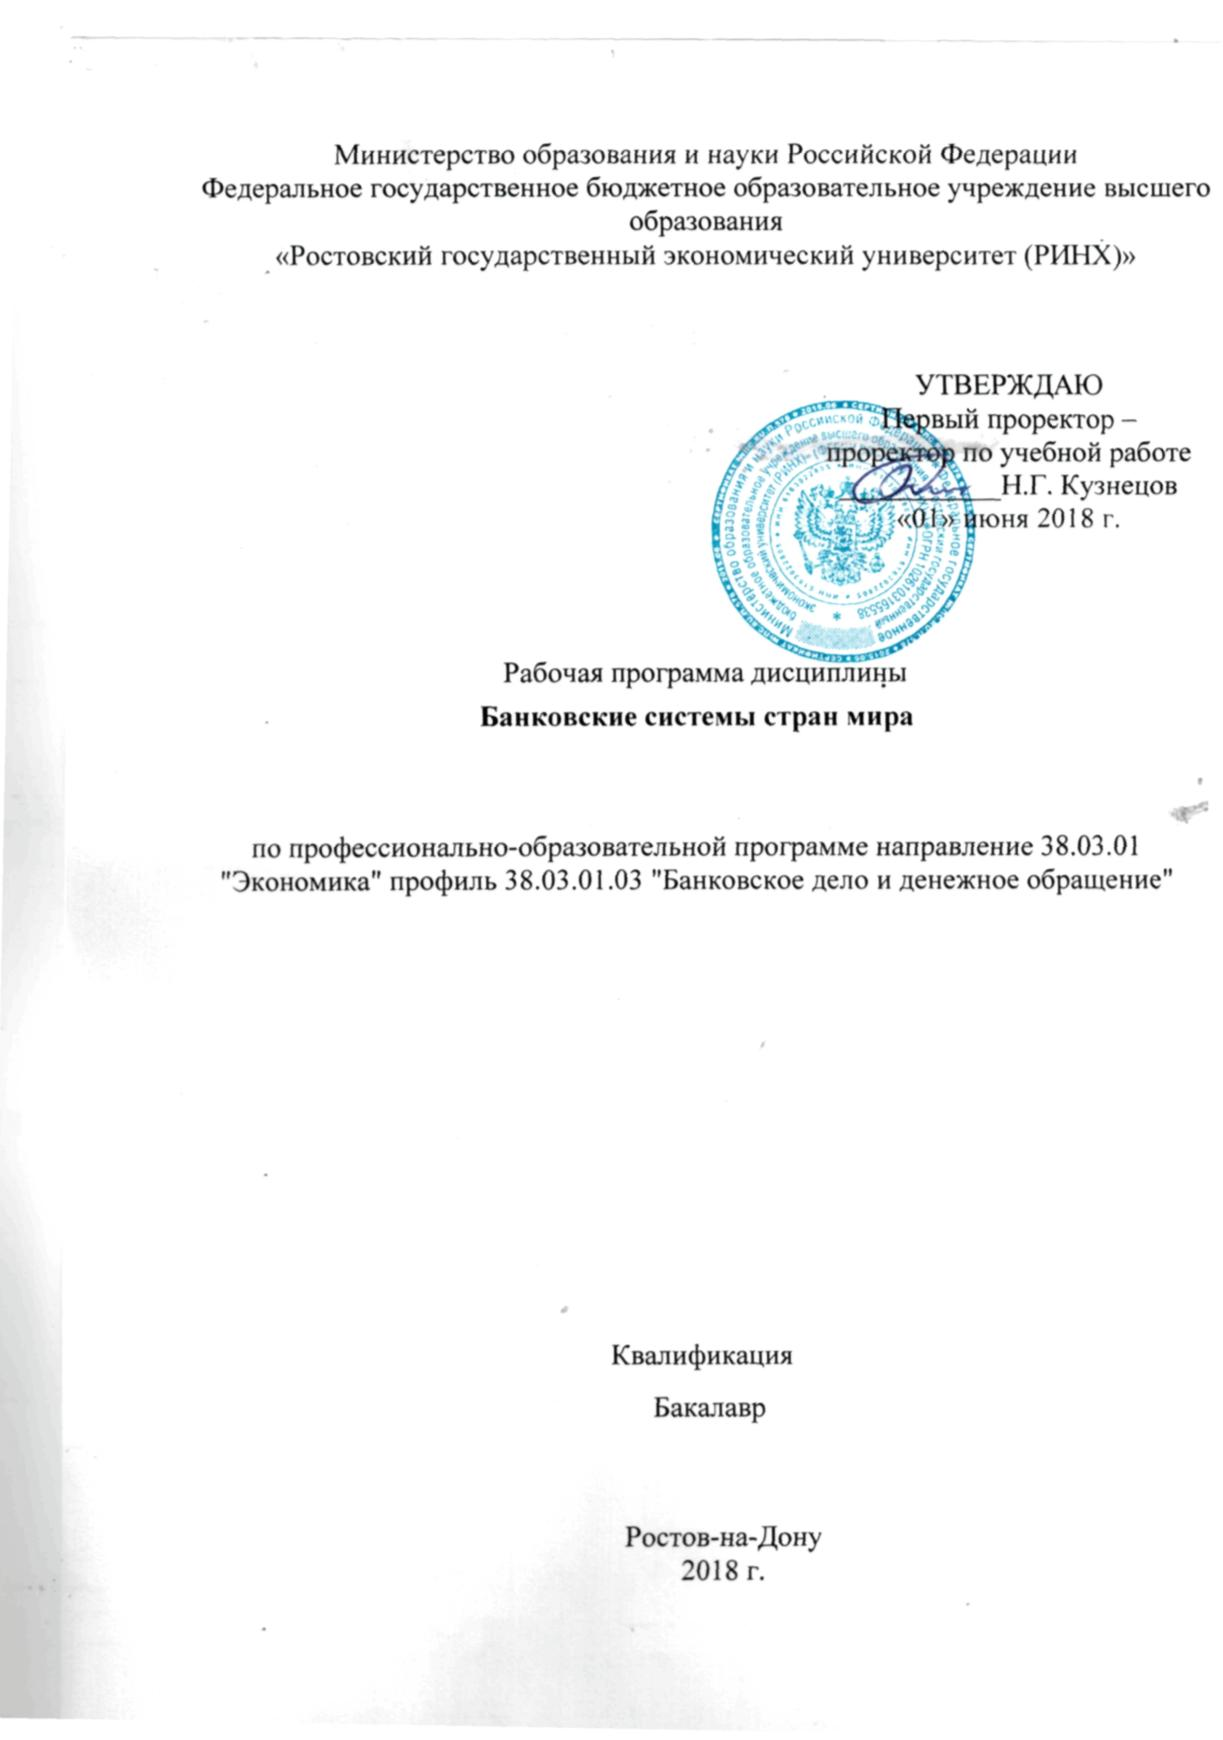 Министерство образования и науки Российской Федерации
Федеральное государственное бюджетное образовательное учреждение высшего
образования
«Ростовский государственный экономический университет (РИНХ)»
УТВЕРЖДАЮ
Первый проректор –
проректор по учебной работе
Н.Г. Кузнецов
«01» июня 2018 г.
Рабочая программа дисциплины
Банковские системы стран мира
по профессионально-образовательной программе направление 38.03.01
"Экономика" профиль 38.03.01.03 "Банковское дело и денежное обращение"
Квалификация
Бакалавр
Ростов-на-Дону
2018 г.